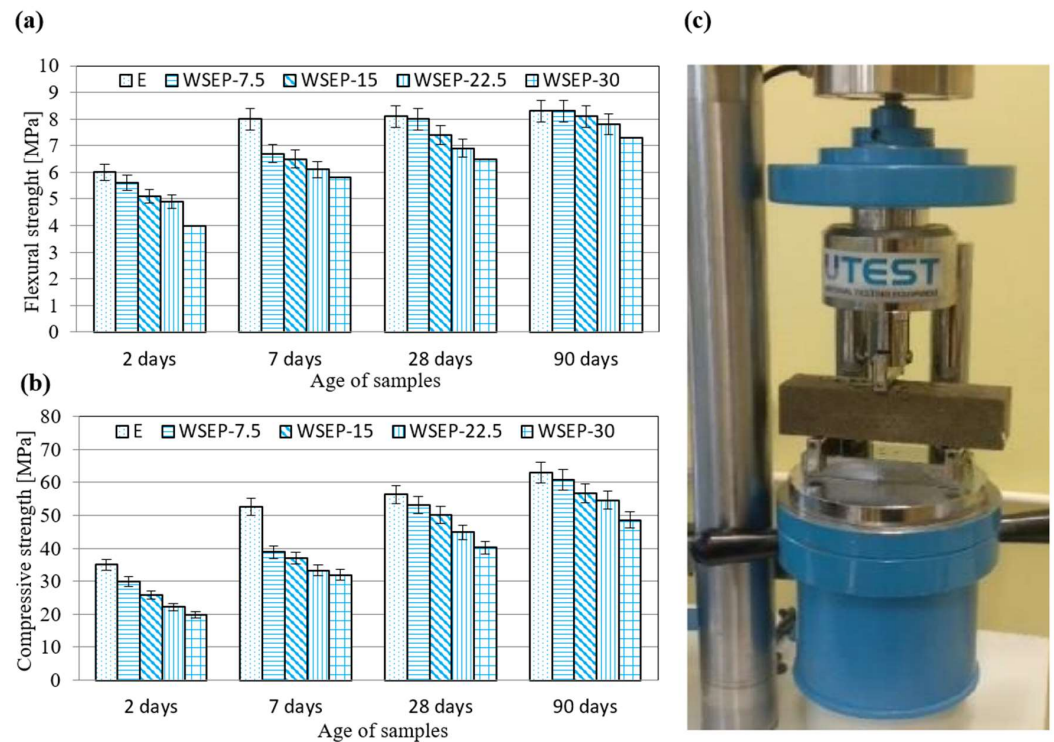 (a)
10
9
8
7
6
5
4
3
2
1
0
Flexural strenght [MPa]
E WSEP-7.5 WSEP-15 WSEP-22.5 WSEP-30
2 days 7 days 28 days 90 days
Age of samples
(b)
80
70
60
50
40
30
20
10
0
Compressive strength [MPa]
E WSEP-7.5 WSEP-15 WSEP-22.5 WSEP-30
2 days 7 days 28 days 90 days
Age of samples
(c)
UTEST